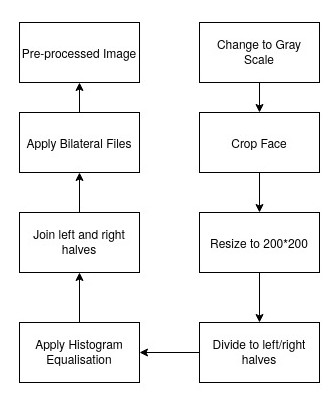 Pre-processed Image
Change to Gray
Scale
Apply Bilateral Files
Crop Face
Join left and right
halves
Resize to 200*200
Apply Histogram
Equalisation
Divide to left/right
halves